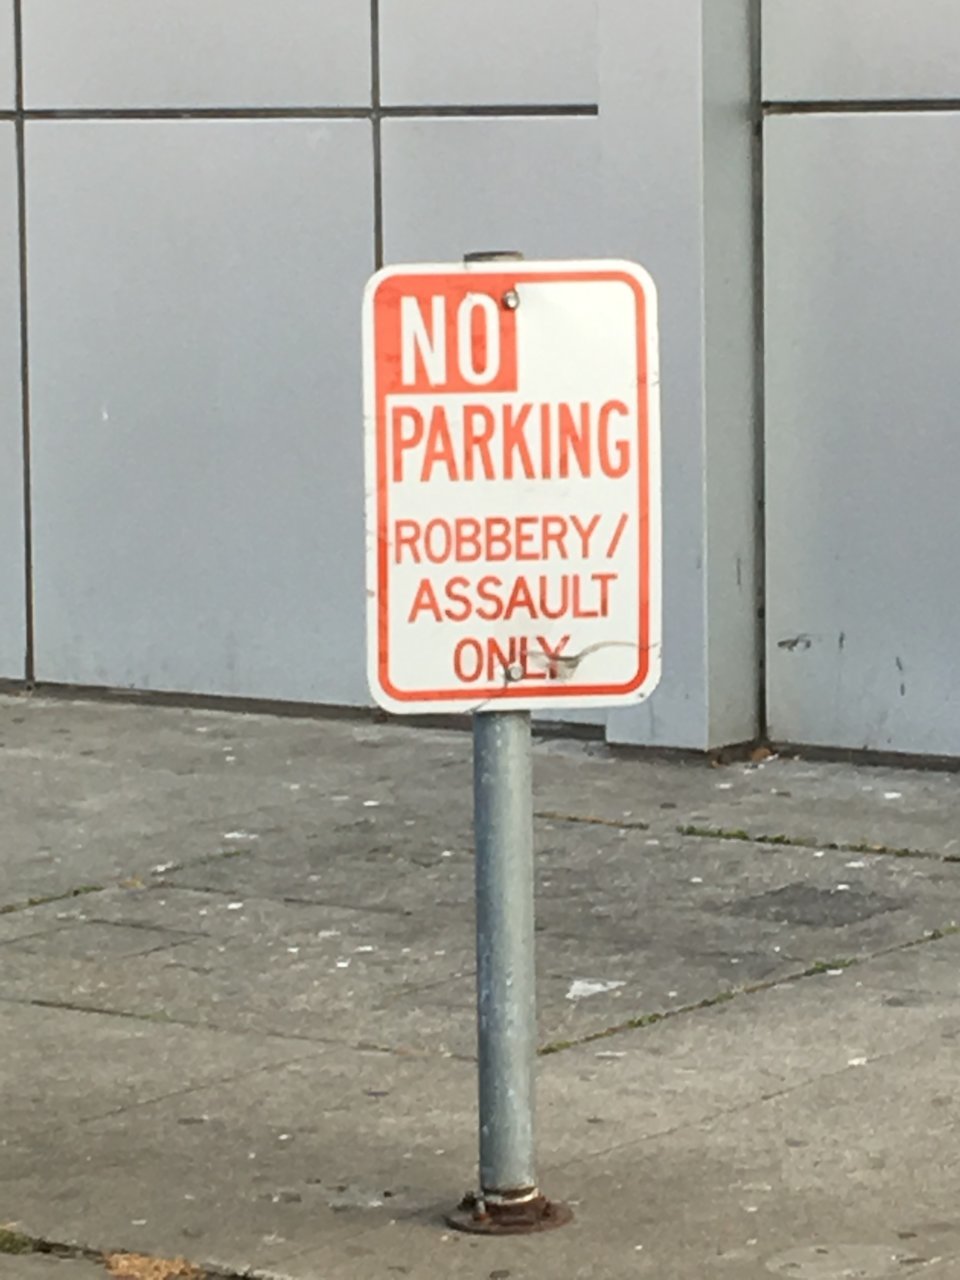 NO
PARKING
ROBBERY/
ASSAULT
ONLY